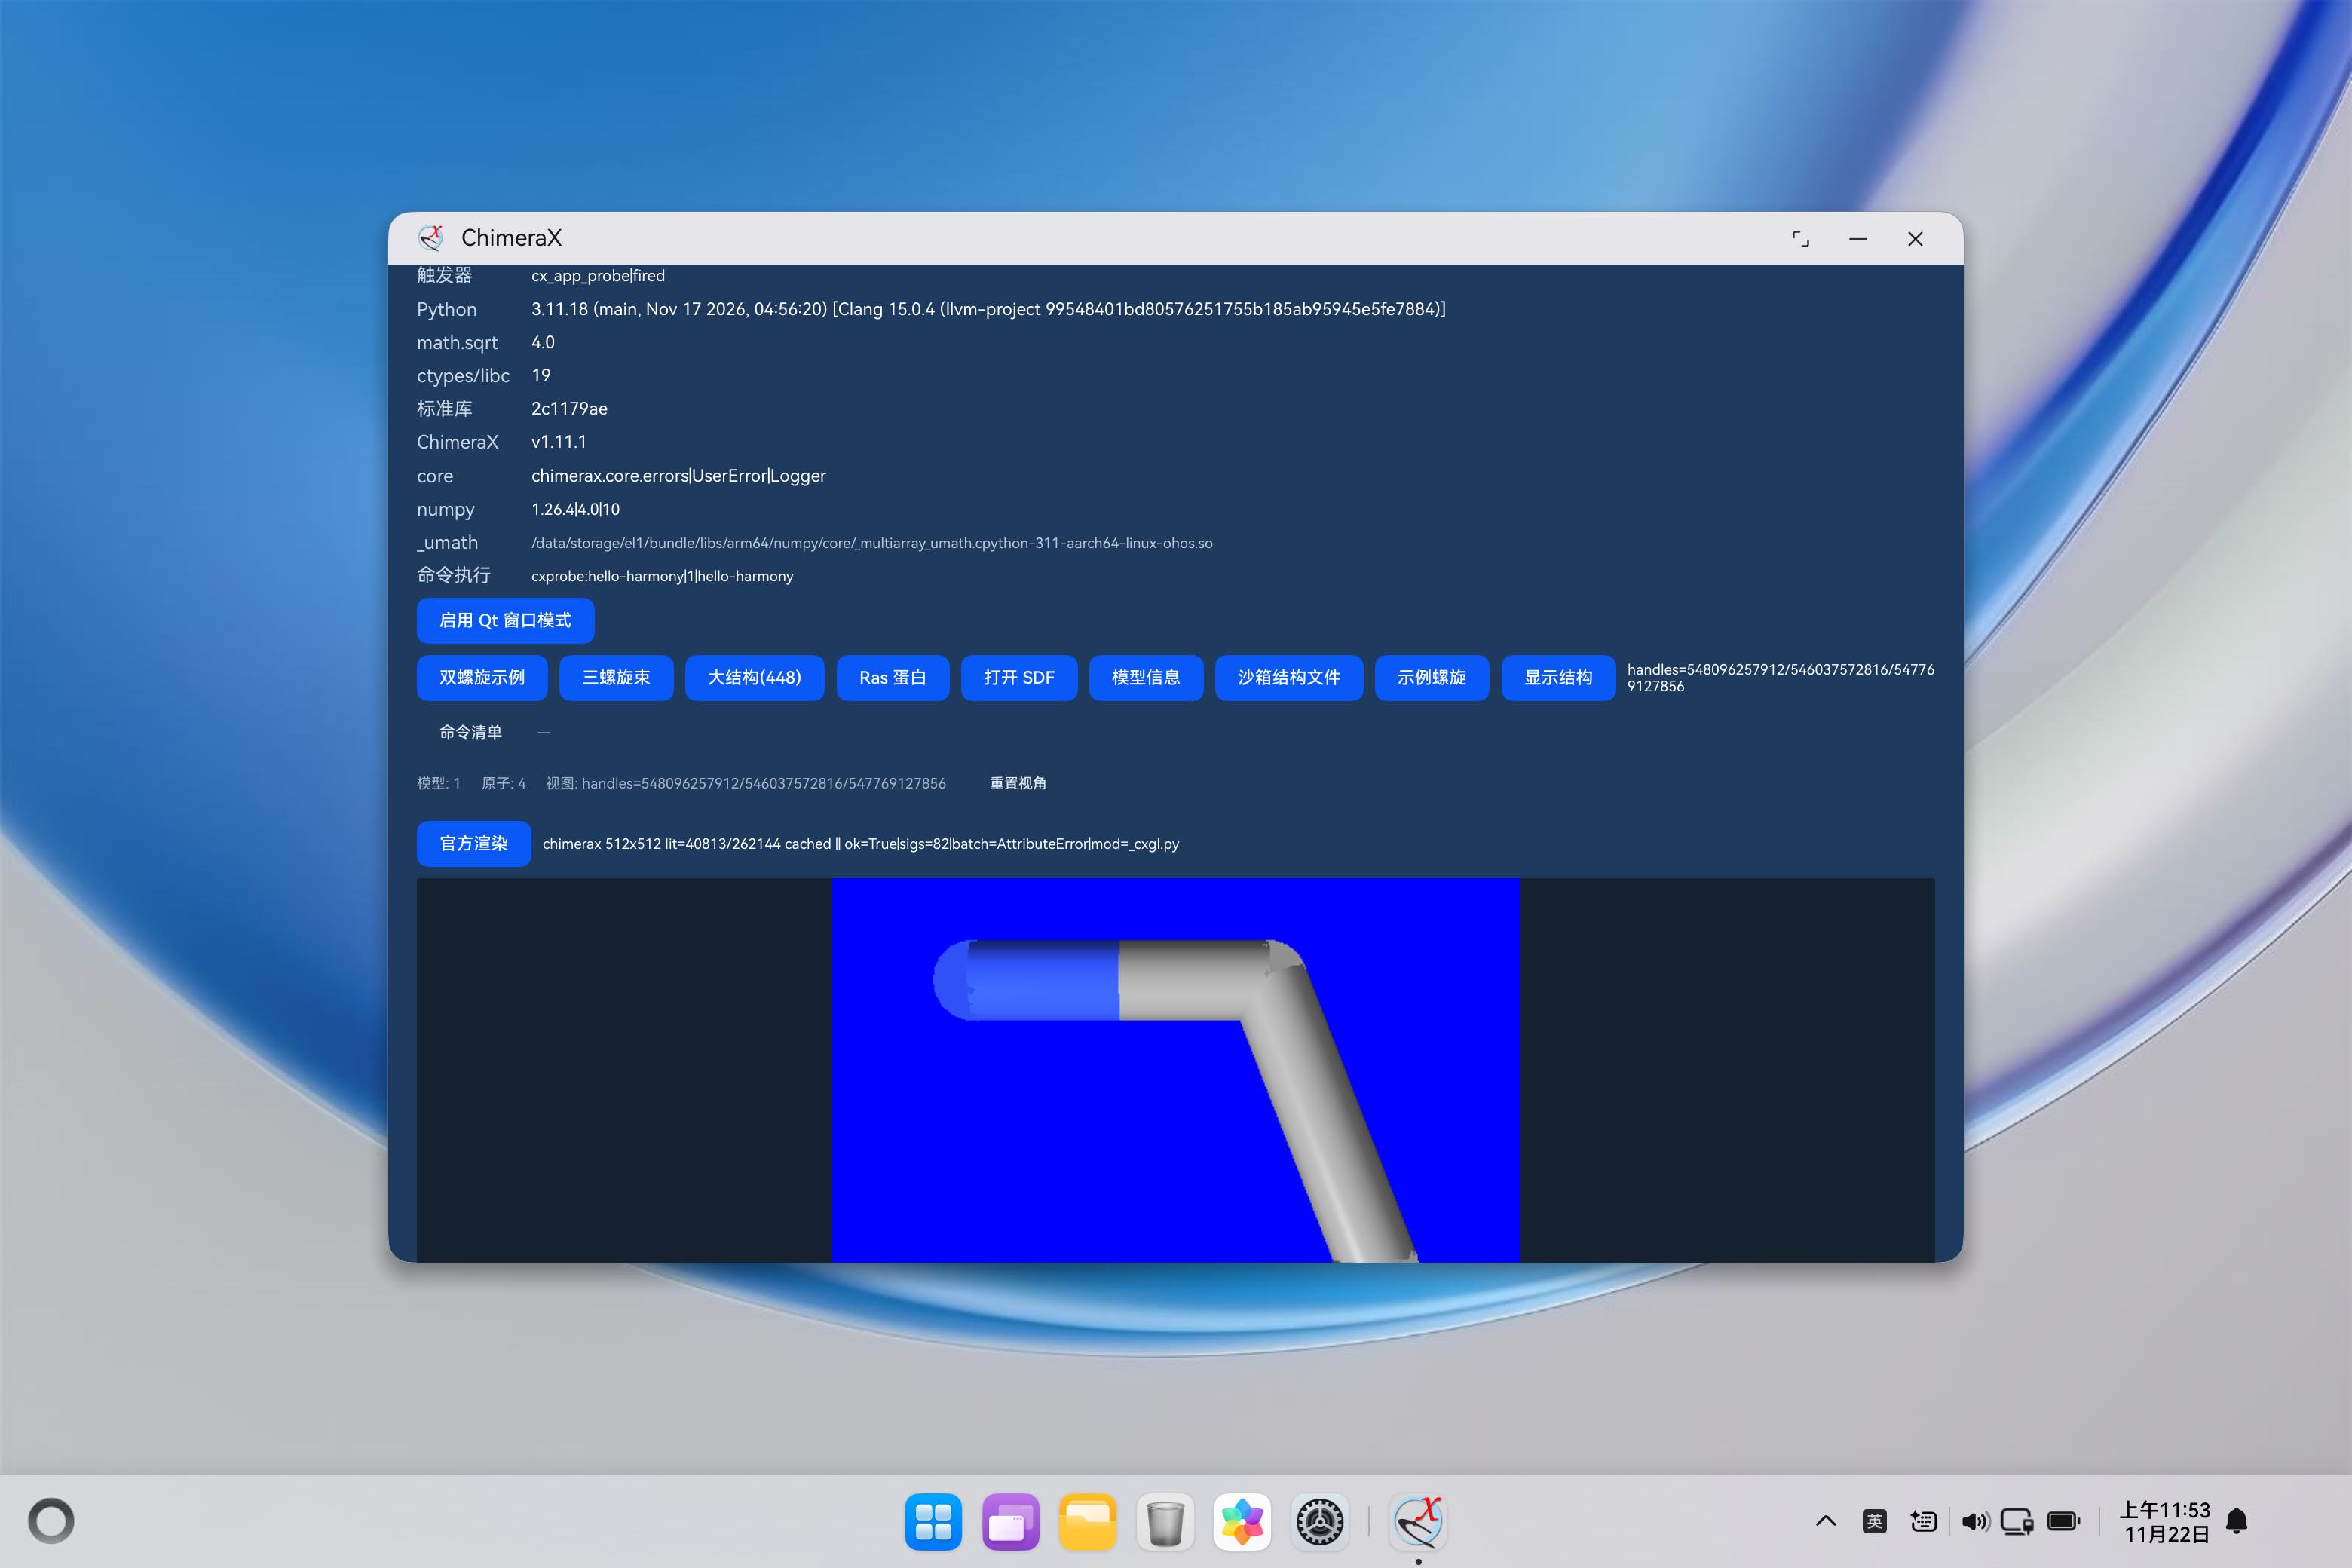 ChimeraX
触发器 cx_app_probe|fired
Python 3.11.18 (main, Nov 17 2026, 04:56:20) [Clang 15.0.4 (llvm-project 99548401bd80576251755b185ab95945e5fe7884)]
math.sqrt 4.0
ctypes/libc 19
标准库 2c1179ae
ChimeraX v1.11.1
core chimerax.core.errors|UserError|Logger
numpy 1.26.4|4.0|10
_umath /data/storage/el1/bundle/libs/arm64/numpy/core/_multiarray_umath.cpython-311-aarch64-linux-ohos.so
命令执行 cxprobe:hello-harmony|1|hello-harmony
启用 Qt 窗口模式
双螺旋示例 三螺旋束 大结构(448) Ras 蛋白 打开 SDF 模型信息 沙箱结构文件 示例螺旋 显示结构 handles=548096257912/546037572816/54776
9127856
命令清单 —
模型: 1 原子: 4 视图: handles=548096257912/546037572816/547769127856 重置视角
官方渲染 chimerax 512x512 lit=40813/262144 cached || ok=True|sigs=82|batch=AttributeError|mod=_cxgl.py
英 上午11:53
11月22日